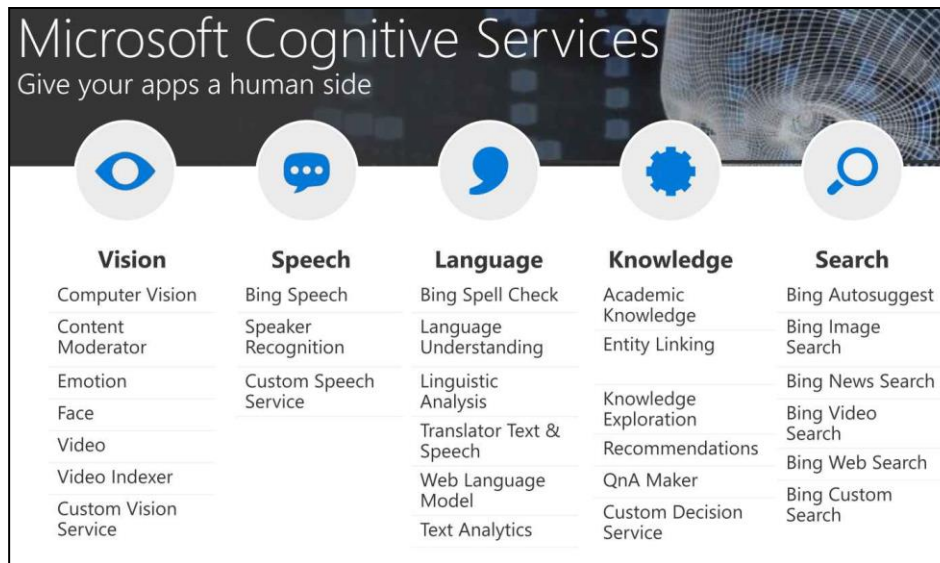 Microsoft Cognitive Services
Give your apps a human side
Vision
Computer Vision
Content
Moderator
Emotion
Face
Video
Video Indexer
Custom Vision
Service
Speech
Bing Speech
Speaker
Recognition
Custom Speech
Service
Language
Bing Spell Check
Language
Understanding
Linguistic
Analysis
Translator Text &
Speech
Web Language
Model
Text Analytics
Knowledge
Academic
Knowledge
Entity Linking
Knowledge
Exploration
Recommendations
QnA Maker
Custom Decision
Service
Search
Bing Autosuggest
Bing Image
Search
Bing News Search
Bing Video
Search
Bing Web Search
Bing Custom
Search